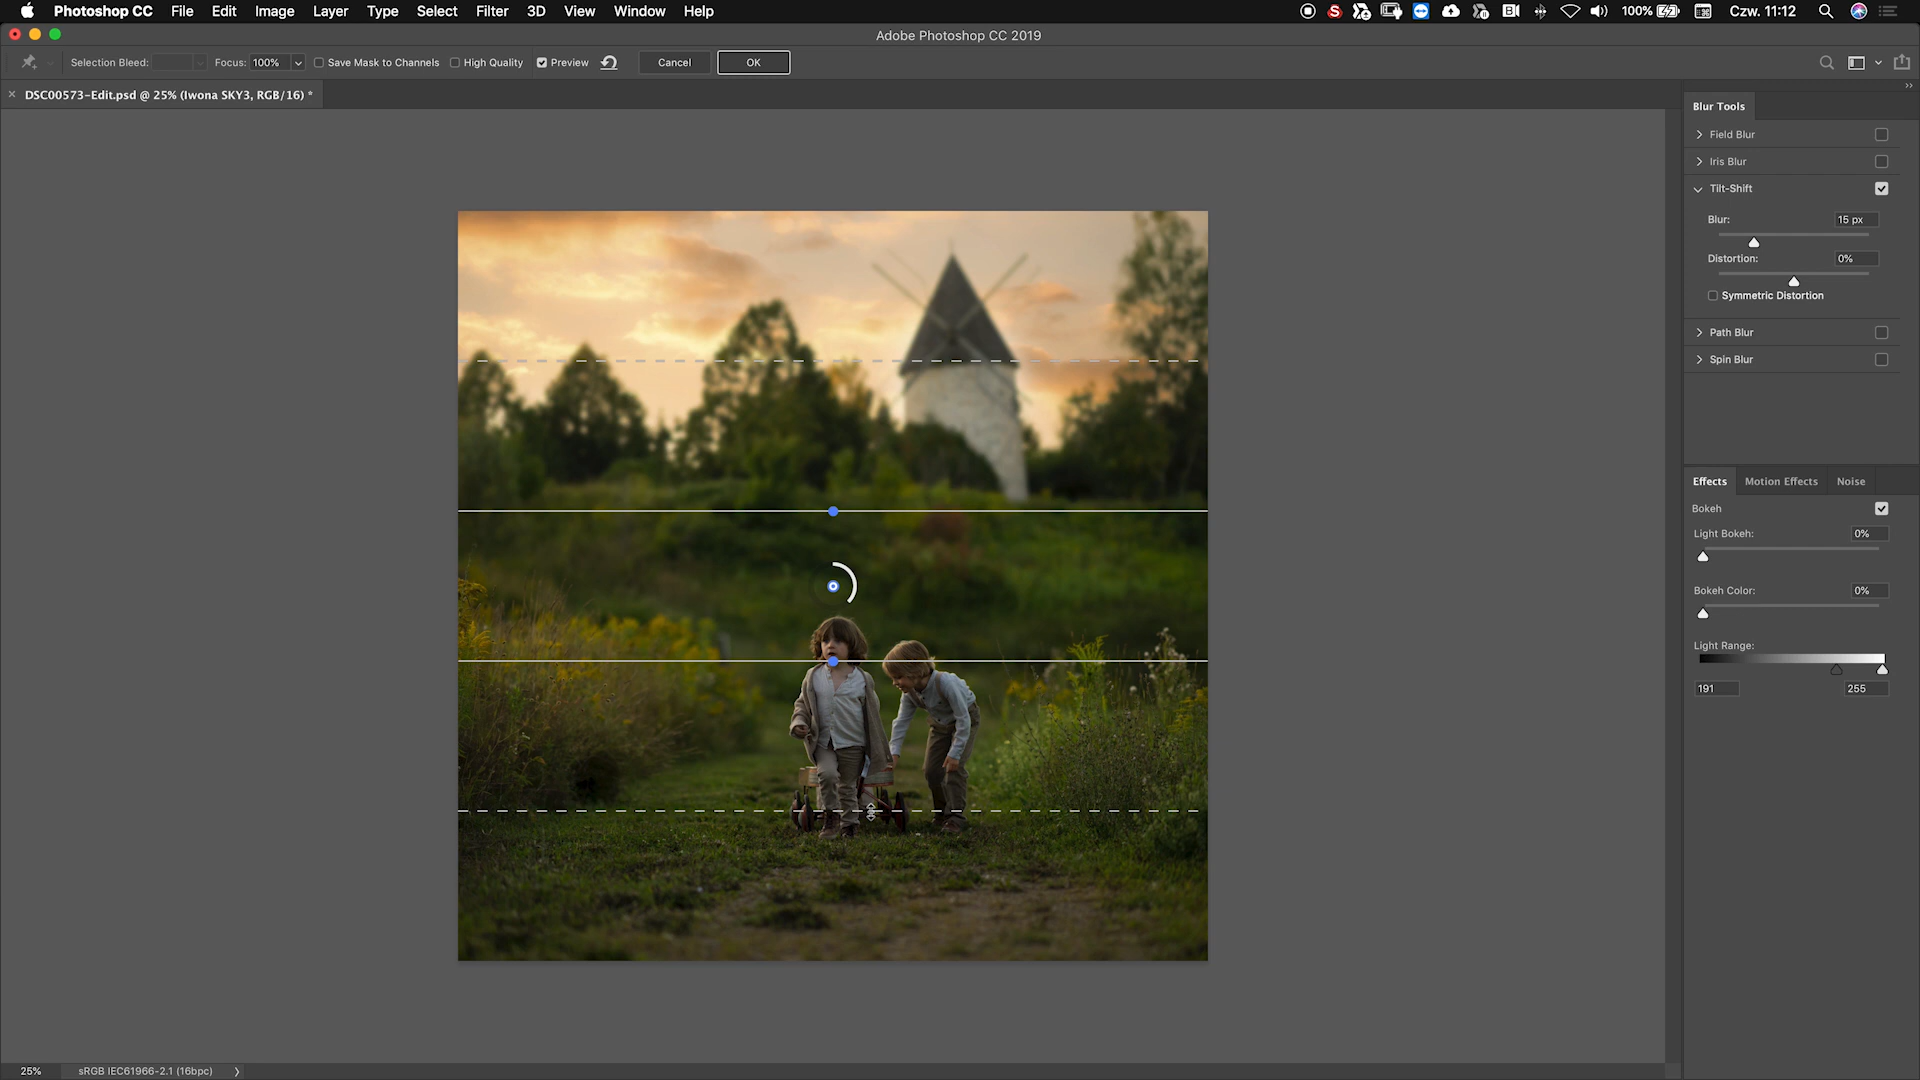 Photoshop CC File Edit Image Layer Type Select Filter 3D View Window Help 100% Czw. 11:12
Adobe Photoshop CC 2019
Selection Bleed: Focus: 100% Save Mask to Channels High Quality Preview Cancel OK
DSC00573-Edit.psd @ 25% (Iwona SKY3, RGB/16) *
Blur Tools
Field Blur
Iris Blur
Tilt-Shift
Blur: 15 px
Distortion: 0%
Symmetric Distortion
Path Blur
Spin Blur
Effects Motion Effects Noise
Bokeh
Light Bokeh: 0%
Bokeh Color: 0%
Light Range:
191 255
25% sRGB IEC61966-2.1 (16bpc)